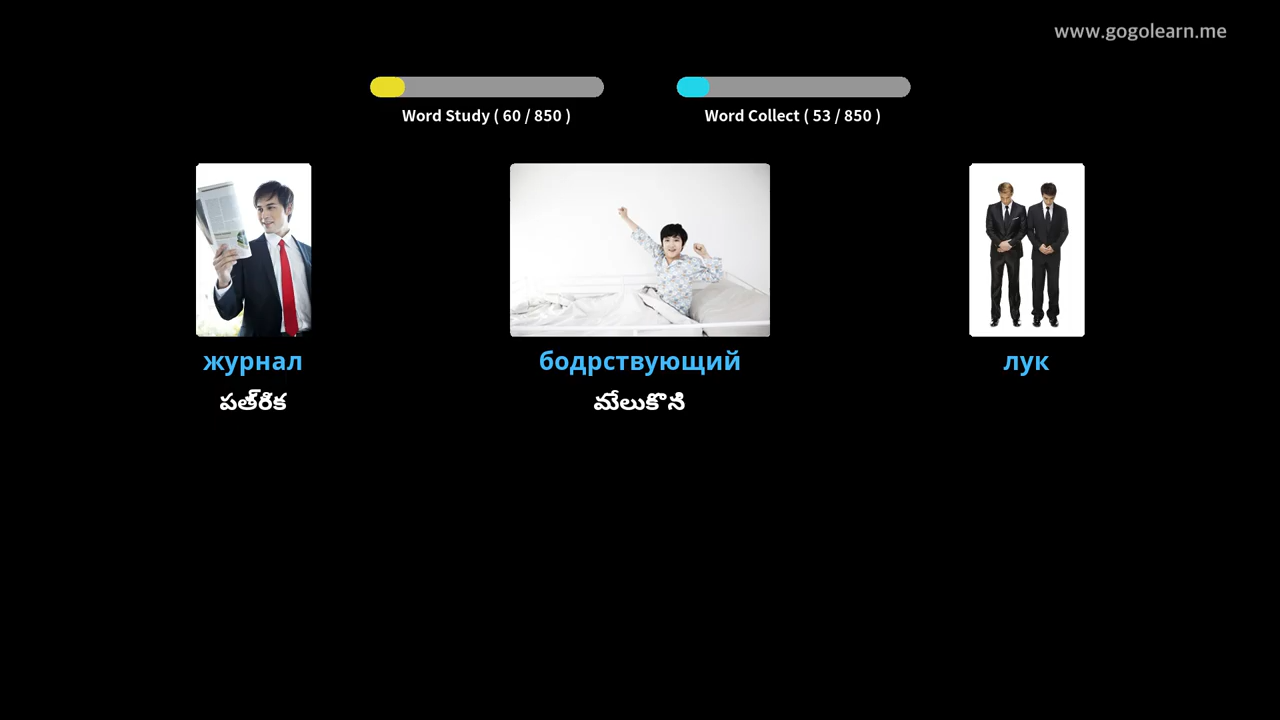 www.gogolearn.me
Word Study ( 60 / 850 )
Word Collect ( 53 / 850 )
журнал
бодрствующий
лук
పత్రిక
మేలుకొని